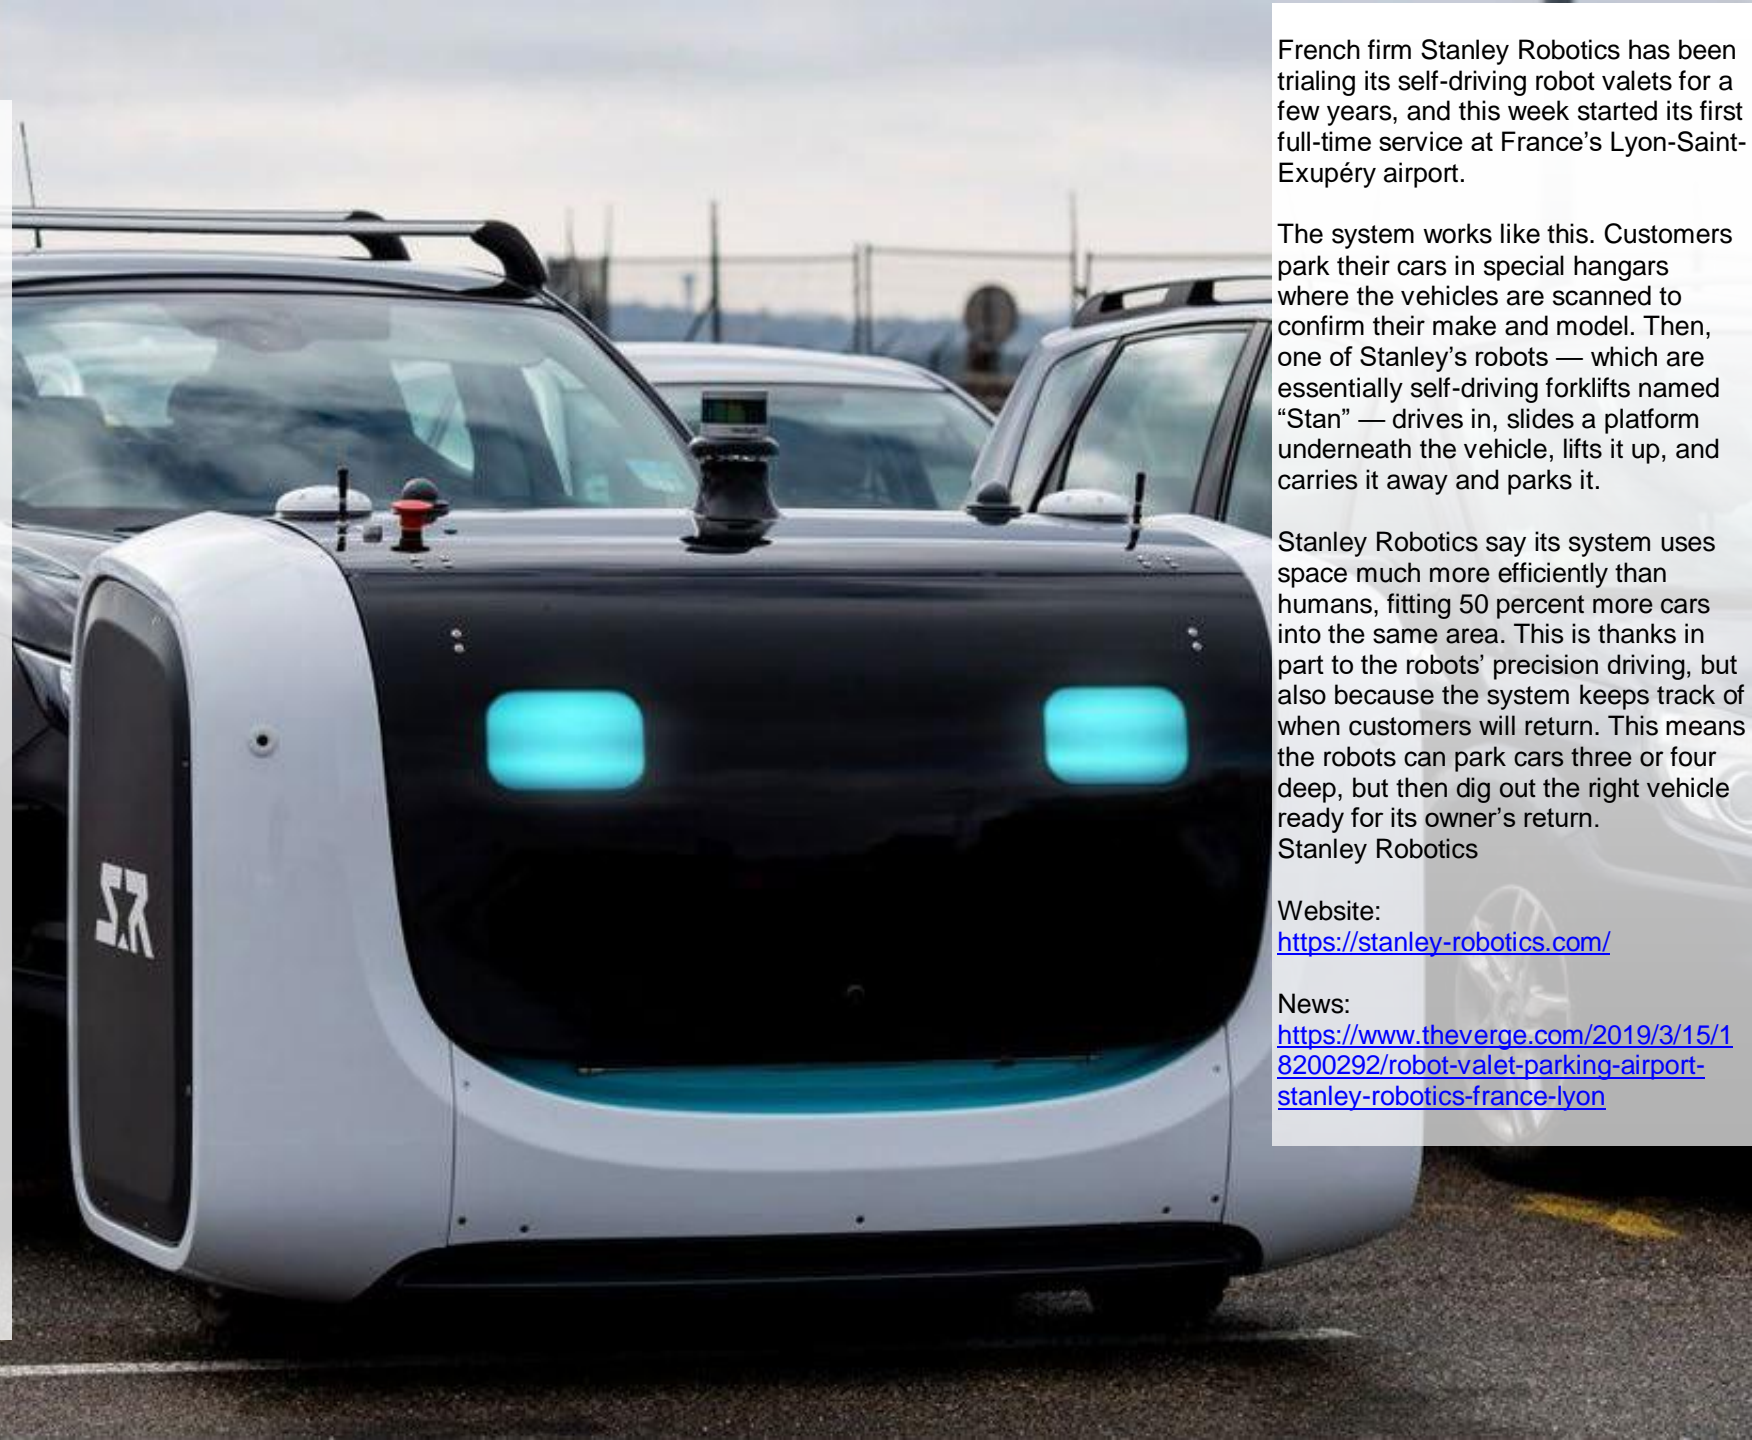 French firm Stanley Robotics has been
trialing its self-driving robot valets for a
few years, and this week started its first
full-time service at France’s Lyon-Saint-
Exupéry airport.
The system works like this. Customers
park their cars in special hangars
where the vehicles are scanned to
confirm their make and model. Then,
one of Stanley’s robots — which are
essentially self-driving forklifts named
“Stan” — drives in, slides a platform
underneath the vehicle, lifts it up, and
carries it away and parks it.
Stanley Robotics say its system uses
space much more efficiently than
humans, fitting 50 percent more cars
into the same area. This is thanks in
part to the robots’ precision driving, but
also because the system keeps track of
when customers will return. This means
the robots can park cars three or four
deep, but then dig out the right vehicle
ready for its owner’s return.
Stanley Robotics
Website:
https://stanley-robotics.com/
News:
https://www.theverge.com/2019/3/15/1
8200292/robot-valet-parking-airport-
stanley-robotics-france-lyon
SR